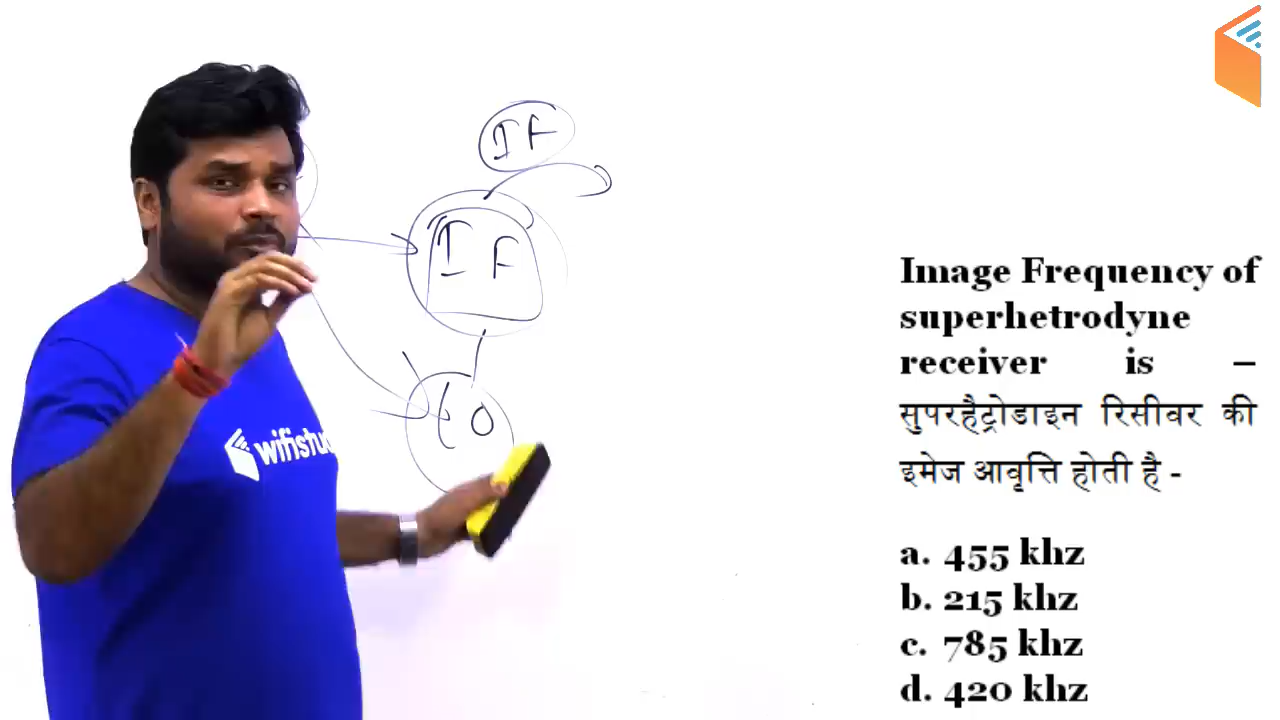 IF
IF
LO
wifistud
Image Frequency of
superhetrodyne
receiver is –
सुपरहैट्रोडाइन रिसीवर की
इमेज आवृत्ति होती है -
a. 455 khz
b. 215 khz
c. 785 khz
d. 420 khz